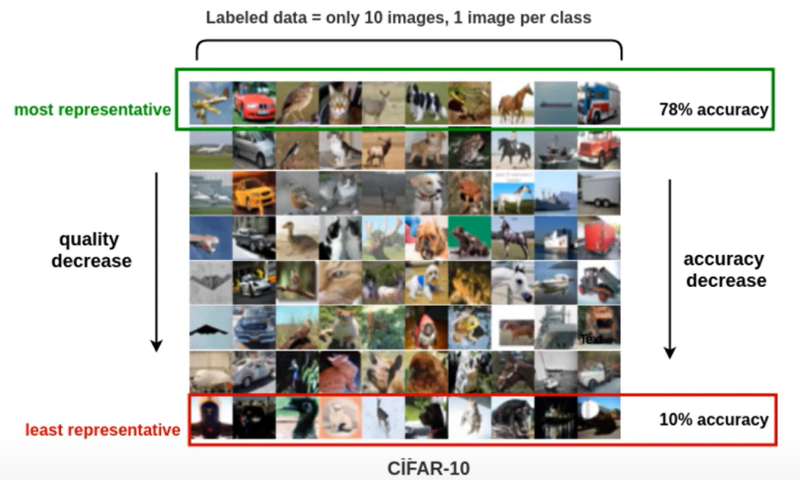 Labeled data = only 10 images, 1 image per class
most representative
78% accuracy
quality
decrease
accuracy
decrease
Text
least representative
10% accuracy
CIFAR-10